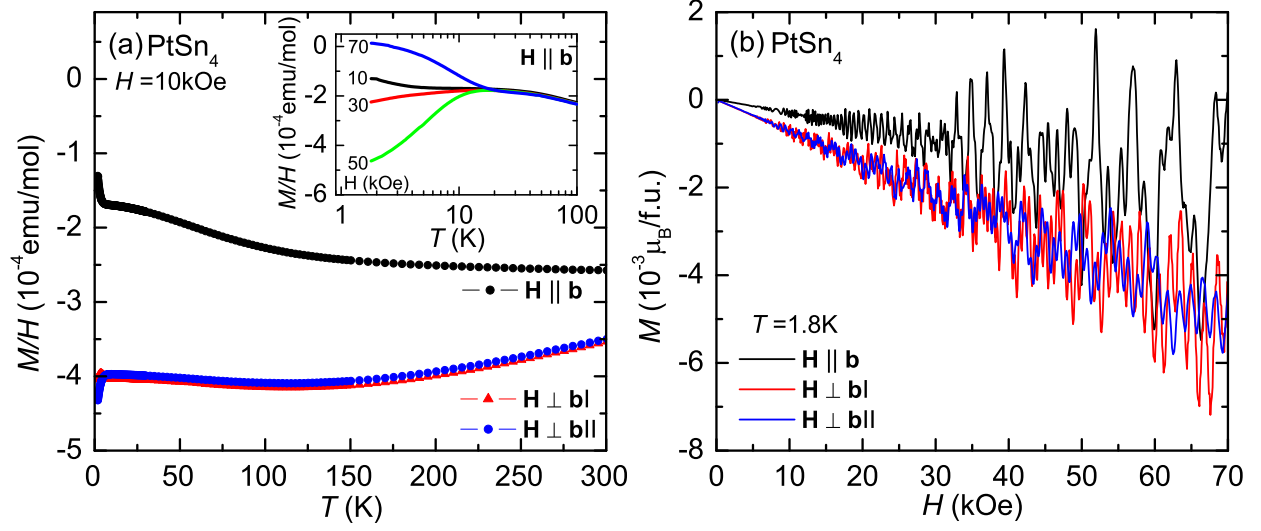 (a) PtSn4
H =10kOe
M/H (10-4emu/mol)
0
-1
-2
-3
-4
-5
0 50 100 150 200 250 300
T (K)
H || b
H ⊥ bI
H ⊥ bII
M/H (10-4emu/mol)
0
-2
-4
-6
70
10
30
50
H (kOe)
H || b
1 10 100
T (K)
(b) PtSn4
M (10-3μB/f.u.)
2
0
-2
-4
-6
-8
T =1.8K
H || b
H ⊥ bI
H ⊥ bII
0 10 20 30 40 50 60 70
H (kOe)